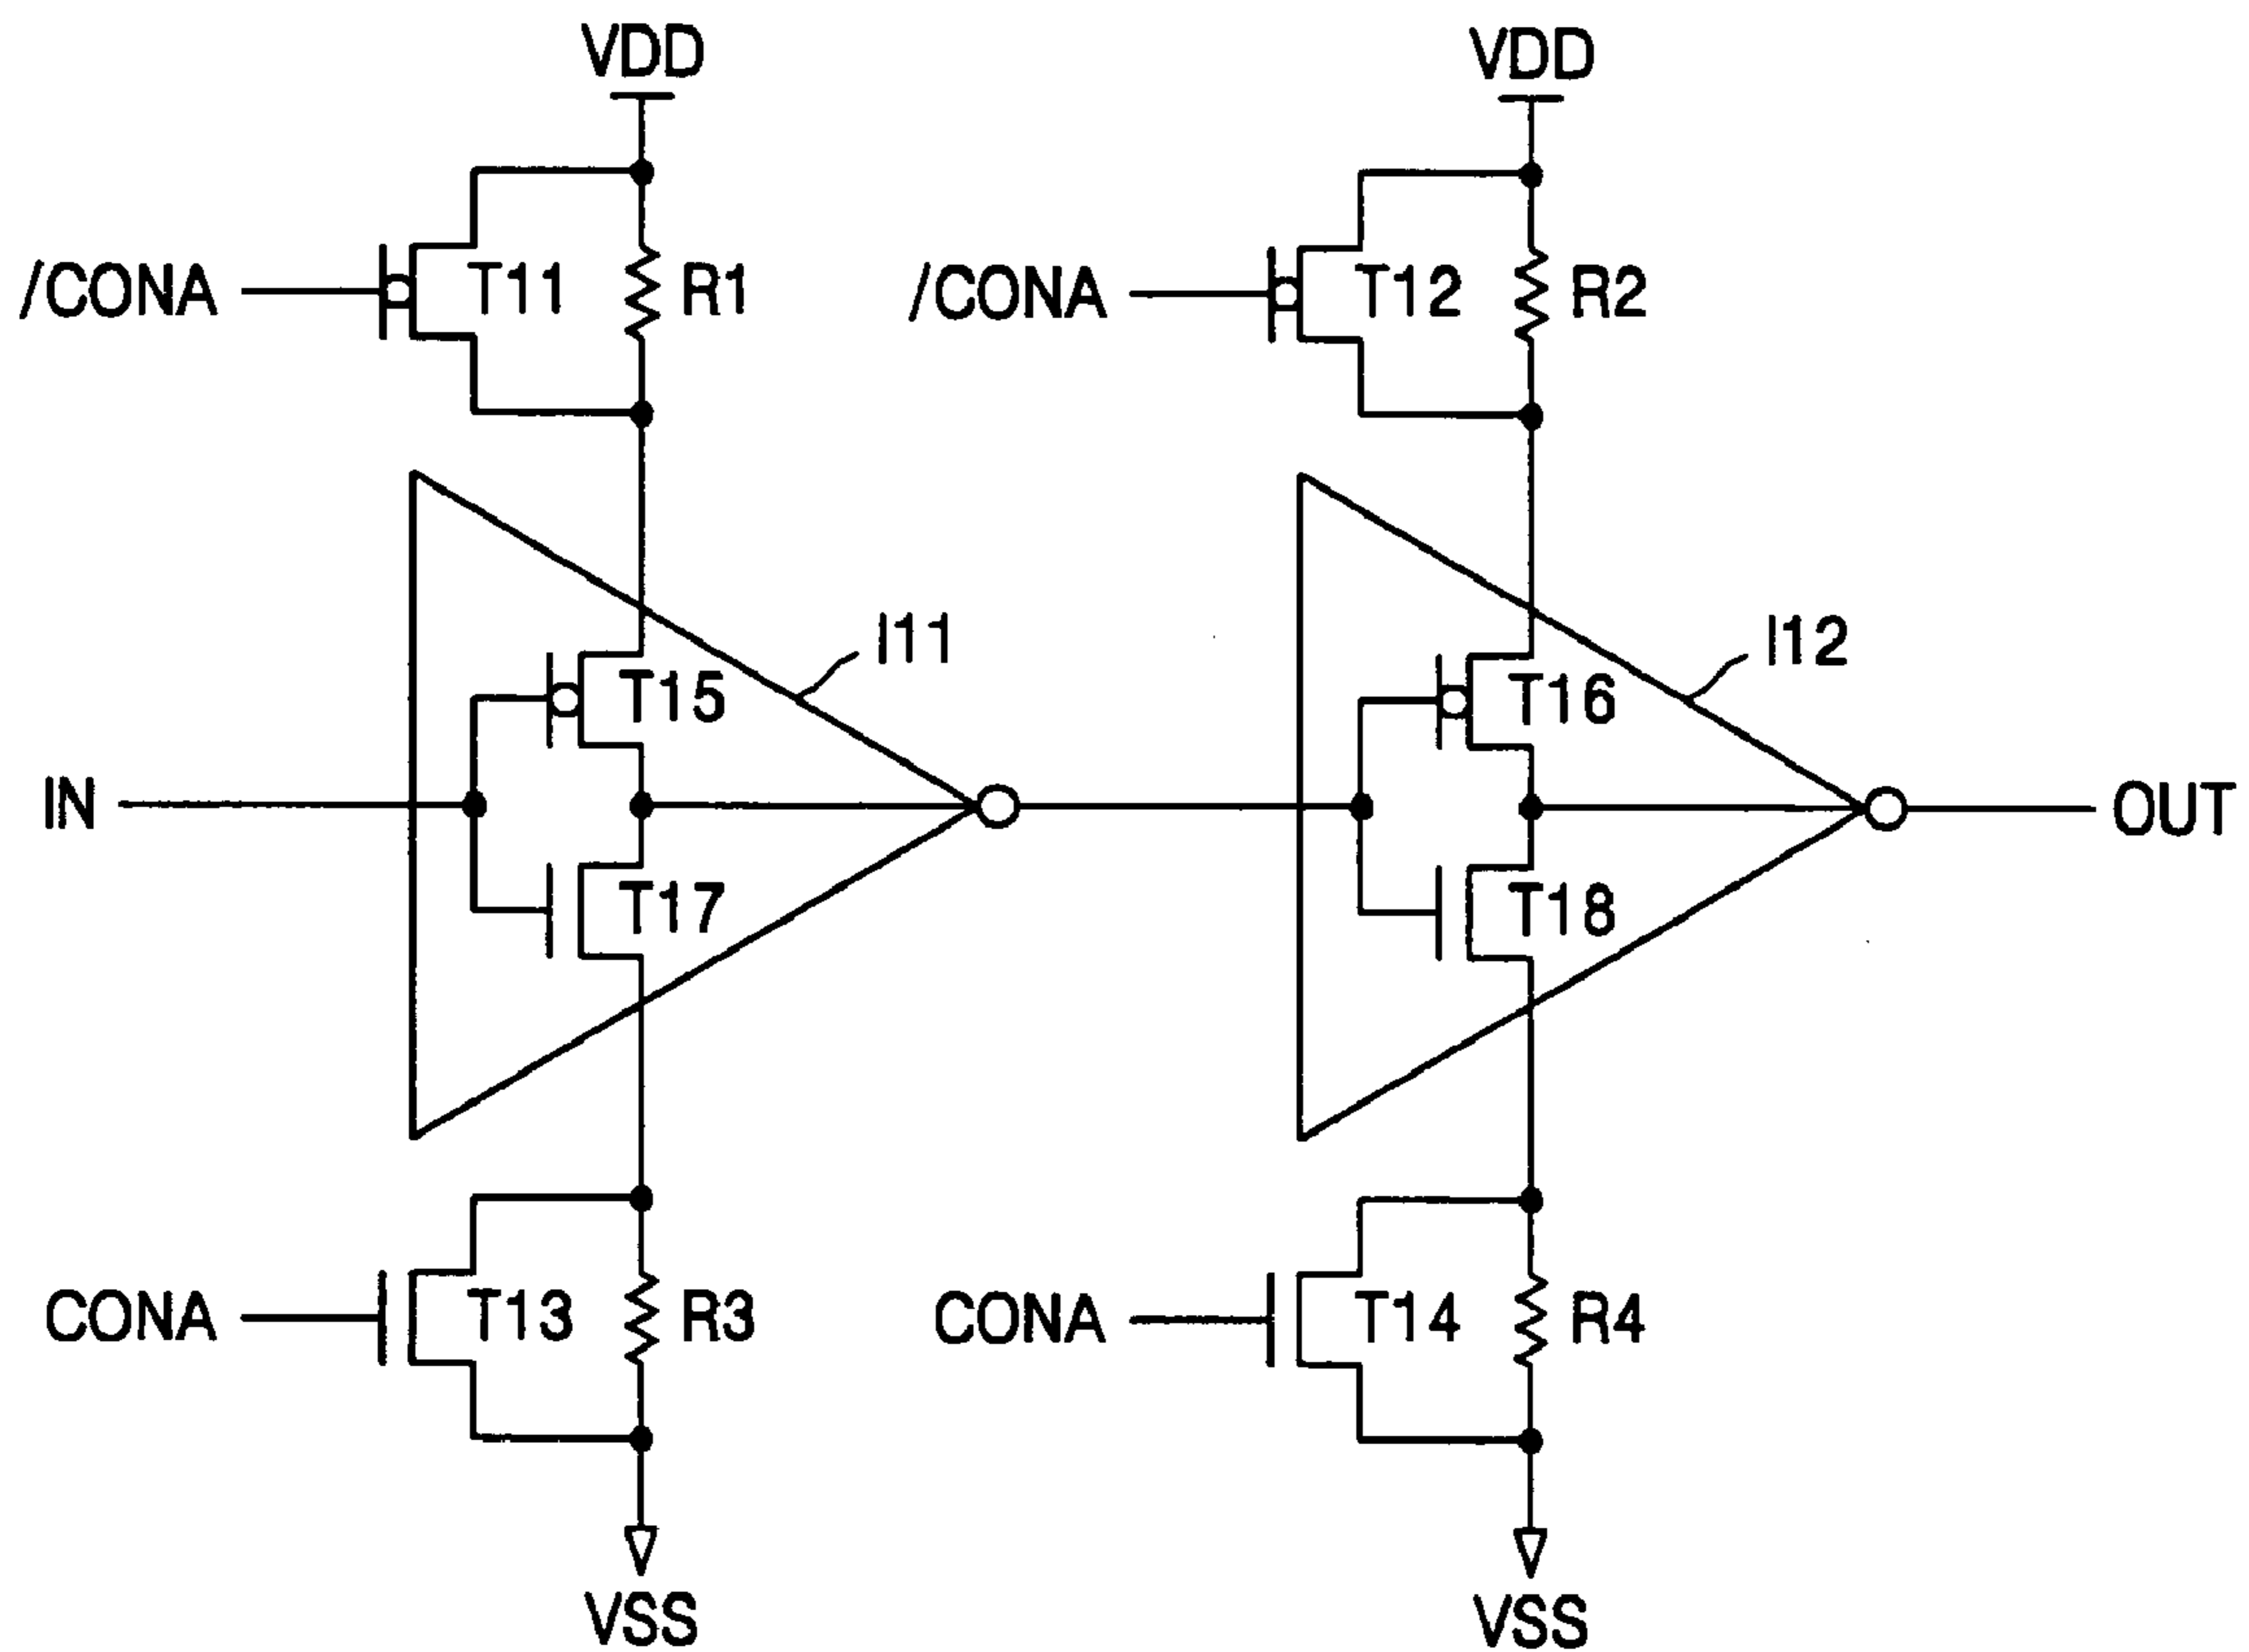 VDD
VDD
/CONA
T11
R1
/CONA
T12
R2
I11
I12
T15
T16
IN
OUT
T17
T18
CONA
T13
R3
CONA
T14
R4
VSS
VSS